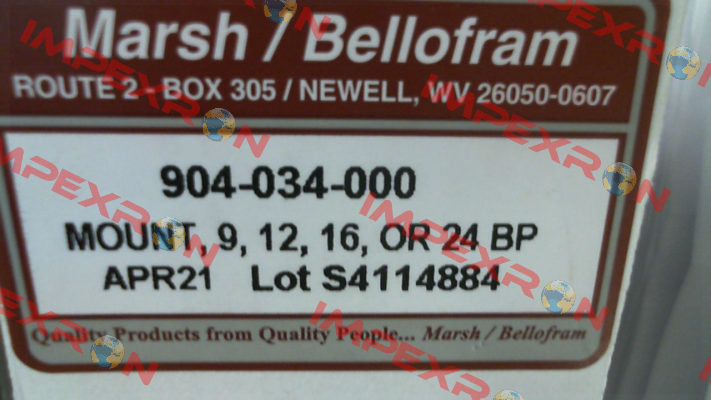 Marsh / Bellofram
ROUTE 2 - BOX 305 / NEWELL, WV 26050-0607
904-034-000
MOUNT, 9, 12, 16, OR 24 BP
APR21 Lot S4114884
Quality Products from Quality People... Marsh / Bellofram
IMPEXRON